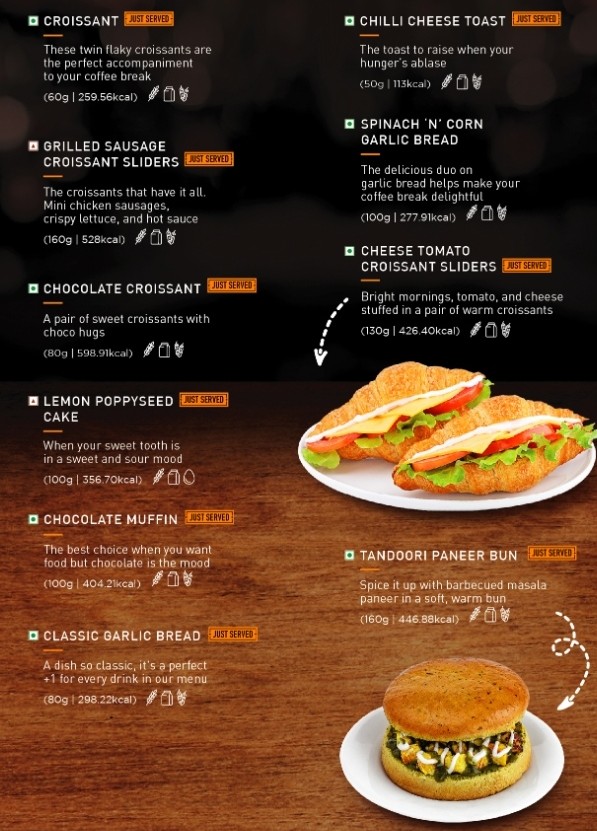 CROISSANT JUST SERVED
These twin flaky croissants are
the perfect accompaniment
to your coffee break
(60g | 259.56kcal)
GRILLED SAUSAGE
CROISSANT SLIDERS JUST SERVED
The croissants that have it all.
Mini chicken sausages,
crispy lettuce, and hot sauce
(160g | 528kcal)
CHOCOLATE CROISSANT JUST SERVED
A pair of sweet croissants with
choco hugs
(80g | 598.91kcal)
LEMON POPPYSEED JUST SERVED
CAKE
When your sweet tooth is
in a sweet and sour mood
(100g | 356.70kcal)
CHOCOLATE MUFFIN JUST SERVED
The best choice when you want
food but chocolate is the mood
(100g | 404.21kcal)
CLASSIC GARLIC BREAD JUST SERVED
A dish so classic, it's a perfect
+1 for every drink in our menu
(80g | 298.22kcal)
CHILLI CHEESE TOAST JUST SERVED
The toast to raise when your
hunger's ablase
(50g | 113kcal)
SPINACH 'N' CORN
GARLIC BREAD
The delicious duo on
garlic bread helps make your
coffee break delightful
(100g | 277.91kcal)
CHEESE TOMATO
CROISSANT SLIDERS JUST SERVED
Bright mornings, tomato, and cheese
stuffed in a pair of warm croissants
(130g | 426.40kcal)
TANDOORI PANEER BUN JUST SERVED
Spice it up with barbecued masala
paneer in a soft, warm bun
(160g | 446.88kcal)